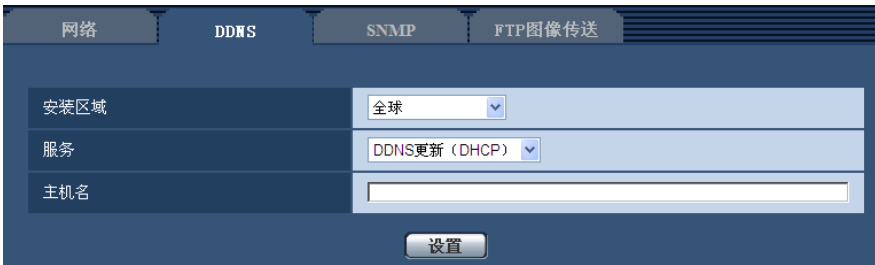 网络 DDNS SNMP FTP图像传送
安装区域 全球
服务 DDNS更新（DHCP）
主机名
设置